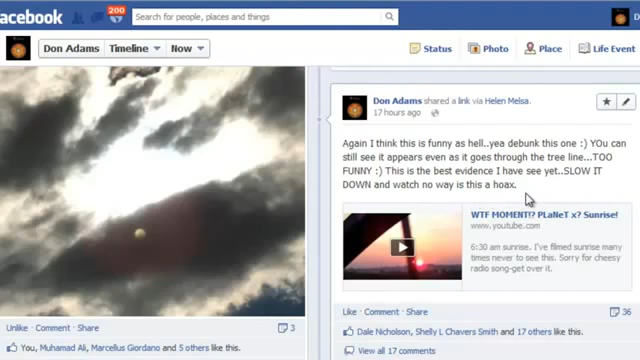 acebook
200
Search for people, places and things
D
Don Adams
Timeline
Now
Status
Photo
Place
Life Event
Unlike · Comment · Share
3
You, Muhamad Ali, Marcellus Giordano and 5 others like this.
Don Adams shared a link via Helen Melsa.
17 hours ago
Again I think this is funny as hell..yea debunk this one :) You can
still see it appears even as it goes through the tree line...TOO
FUNNY :) This is the best evidence I have see yet..SLOW IT
DOWN and watch no way is this a hoax.
WTF MOMENT!? PLaNeT x? Sunrise!
www.youtube.com
6:30 am sunrise. I've filmed sunrise many
times never to see this. Sorry for cheesy
radio song-get over it.
Like · Comment · Share
36
Dale Nicholson, Shelly L Chavers Smith and 17 others like this.
View all 17 comments